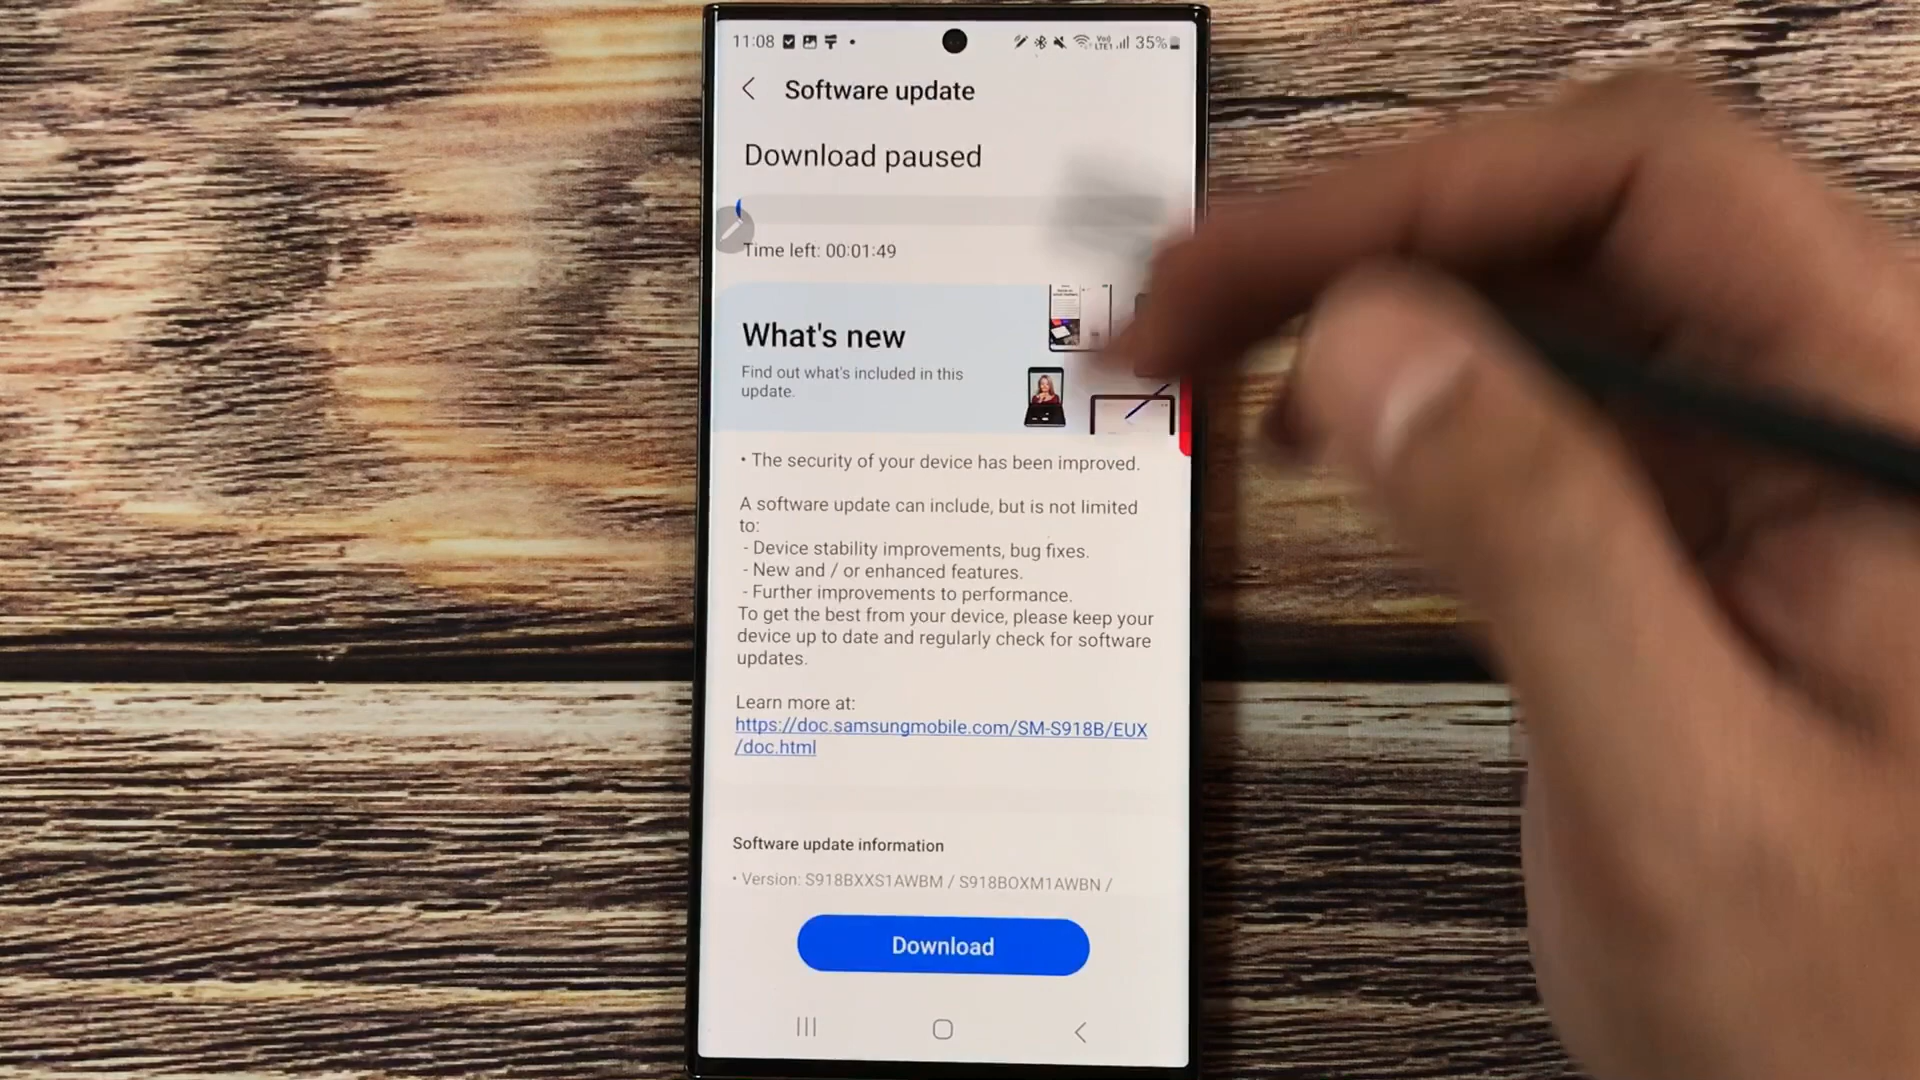 11:08
VoD LTE1 35%
Software update
Download paused
Time left: 00:01:49
What's new
Find out what's included in this
update.
• The security of your device has been improved.
A software update can include, but is not limited
to:
- Device stability improvements, bug fixes.
- New and / or enhanced features.
- Further improvements to performance.
To get the best from your device, please keep your
device up to date and regularly check for software
updates.
Learn more at:
https://doc.samsungmobile.com/SM-S918B/EUX
/doc.html
Software update information
• Version: S918BXXS1AWBM / S918BOXM1AWBN /
Download